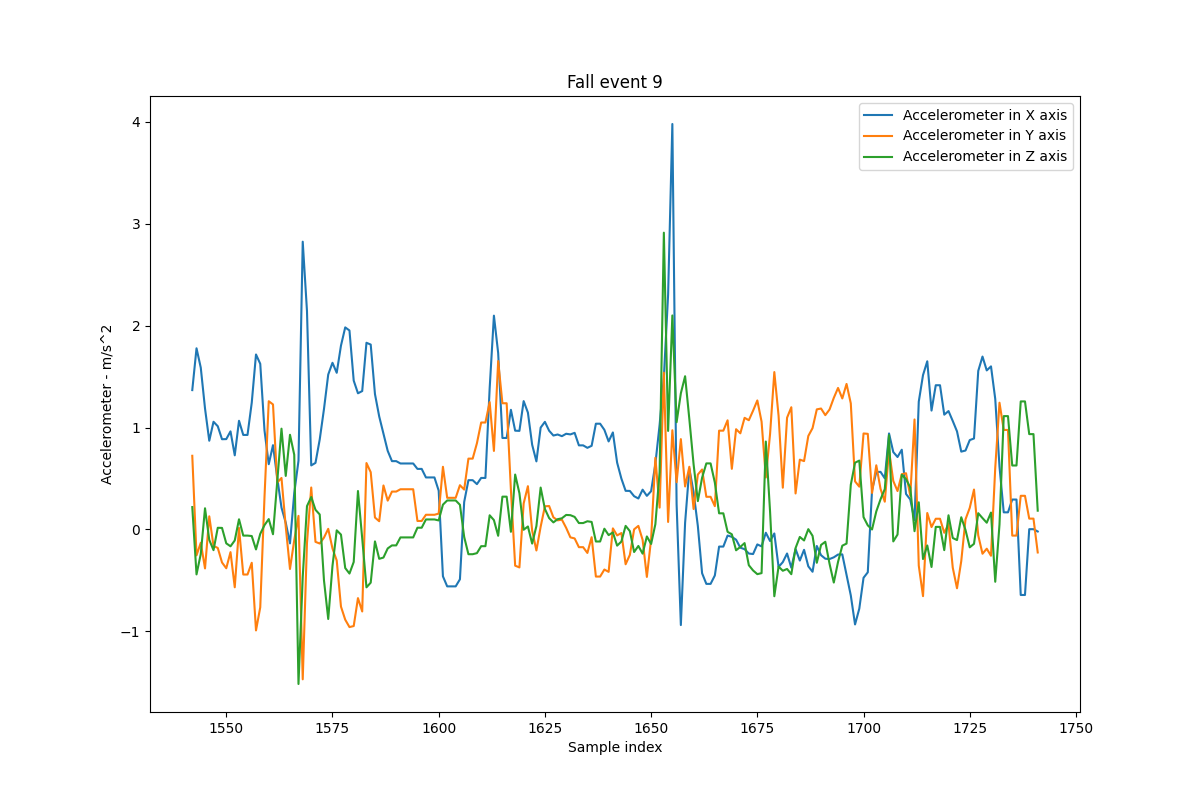 Fall event 9
Accelerometer in X axis
Accelerometer in Y axis
Accelerometer in Z axis
Accelerometer - m/s^2
4
3
2
1
0
−1
1550 1575 1600 1625 1650 1675 1700 1725 1750
Sample index